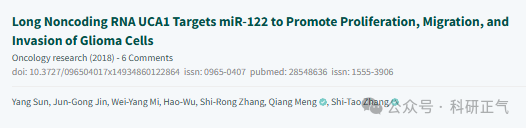 Long Noncoding RNA UCA1 Targets miR-122 to Promote Proliferation, Migration, and
Invasion of Glioma Cells
Oncology research (2018) - 6 Comments
doi: 10.3727/096504017x14934860122864 issn: 0965-0407 pubmed: 28548636 issn: 1555-3906
Yang Sun, Jun-Gong Jin, Wei-Yang Mi, Hao-Wu, Shi-Rong Zhang, Qiang Meng, Shi-Tao Zhang
公众号 · 科研正气